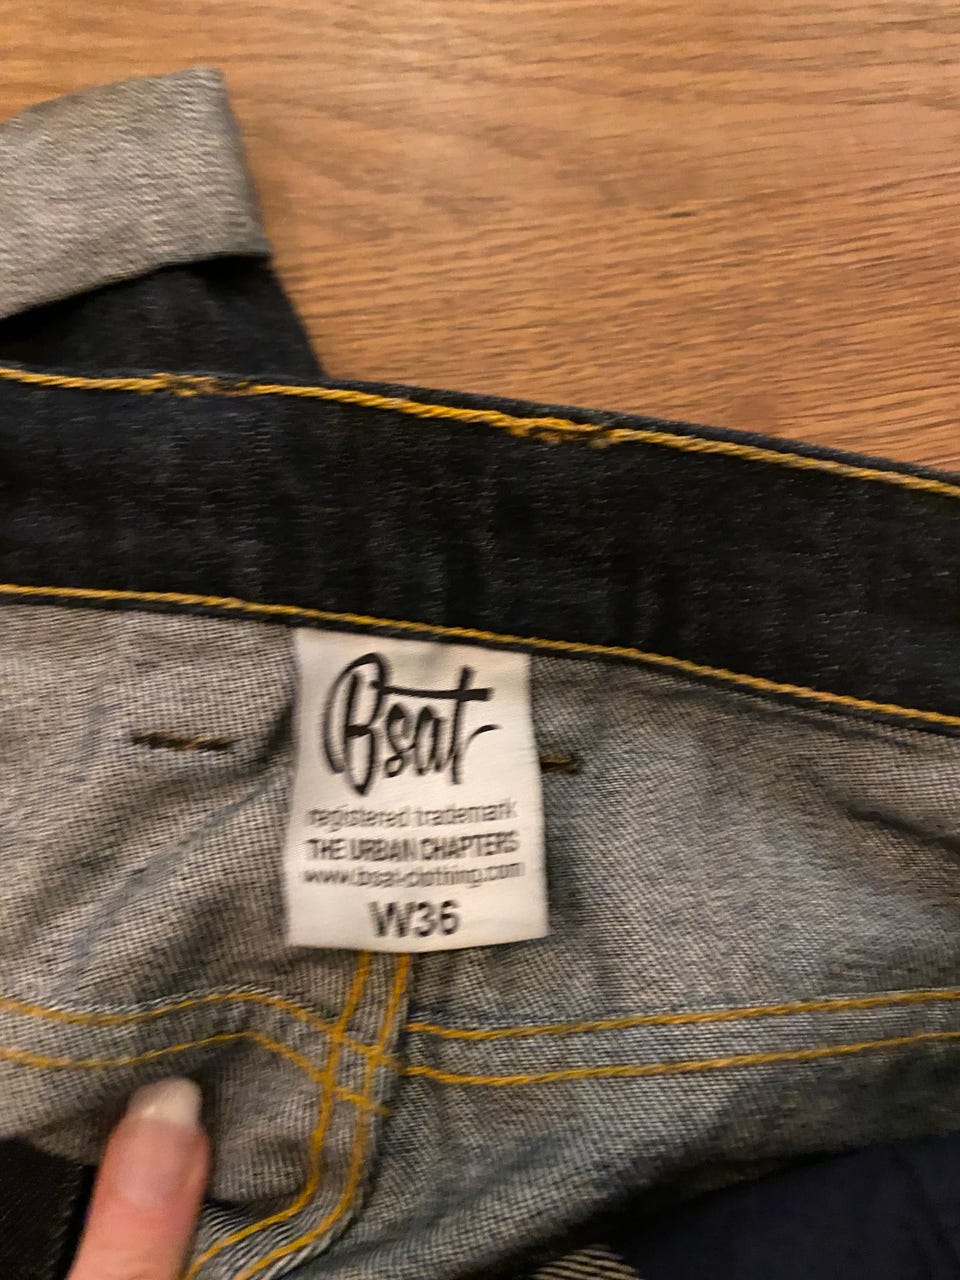 Bsat
registered trademark
THE URBAN CHAPTERS
www.bsat-clothing.com
W36